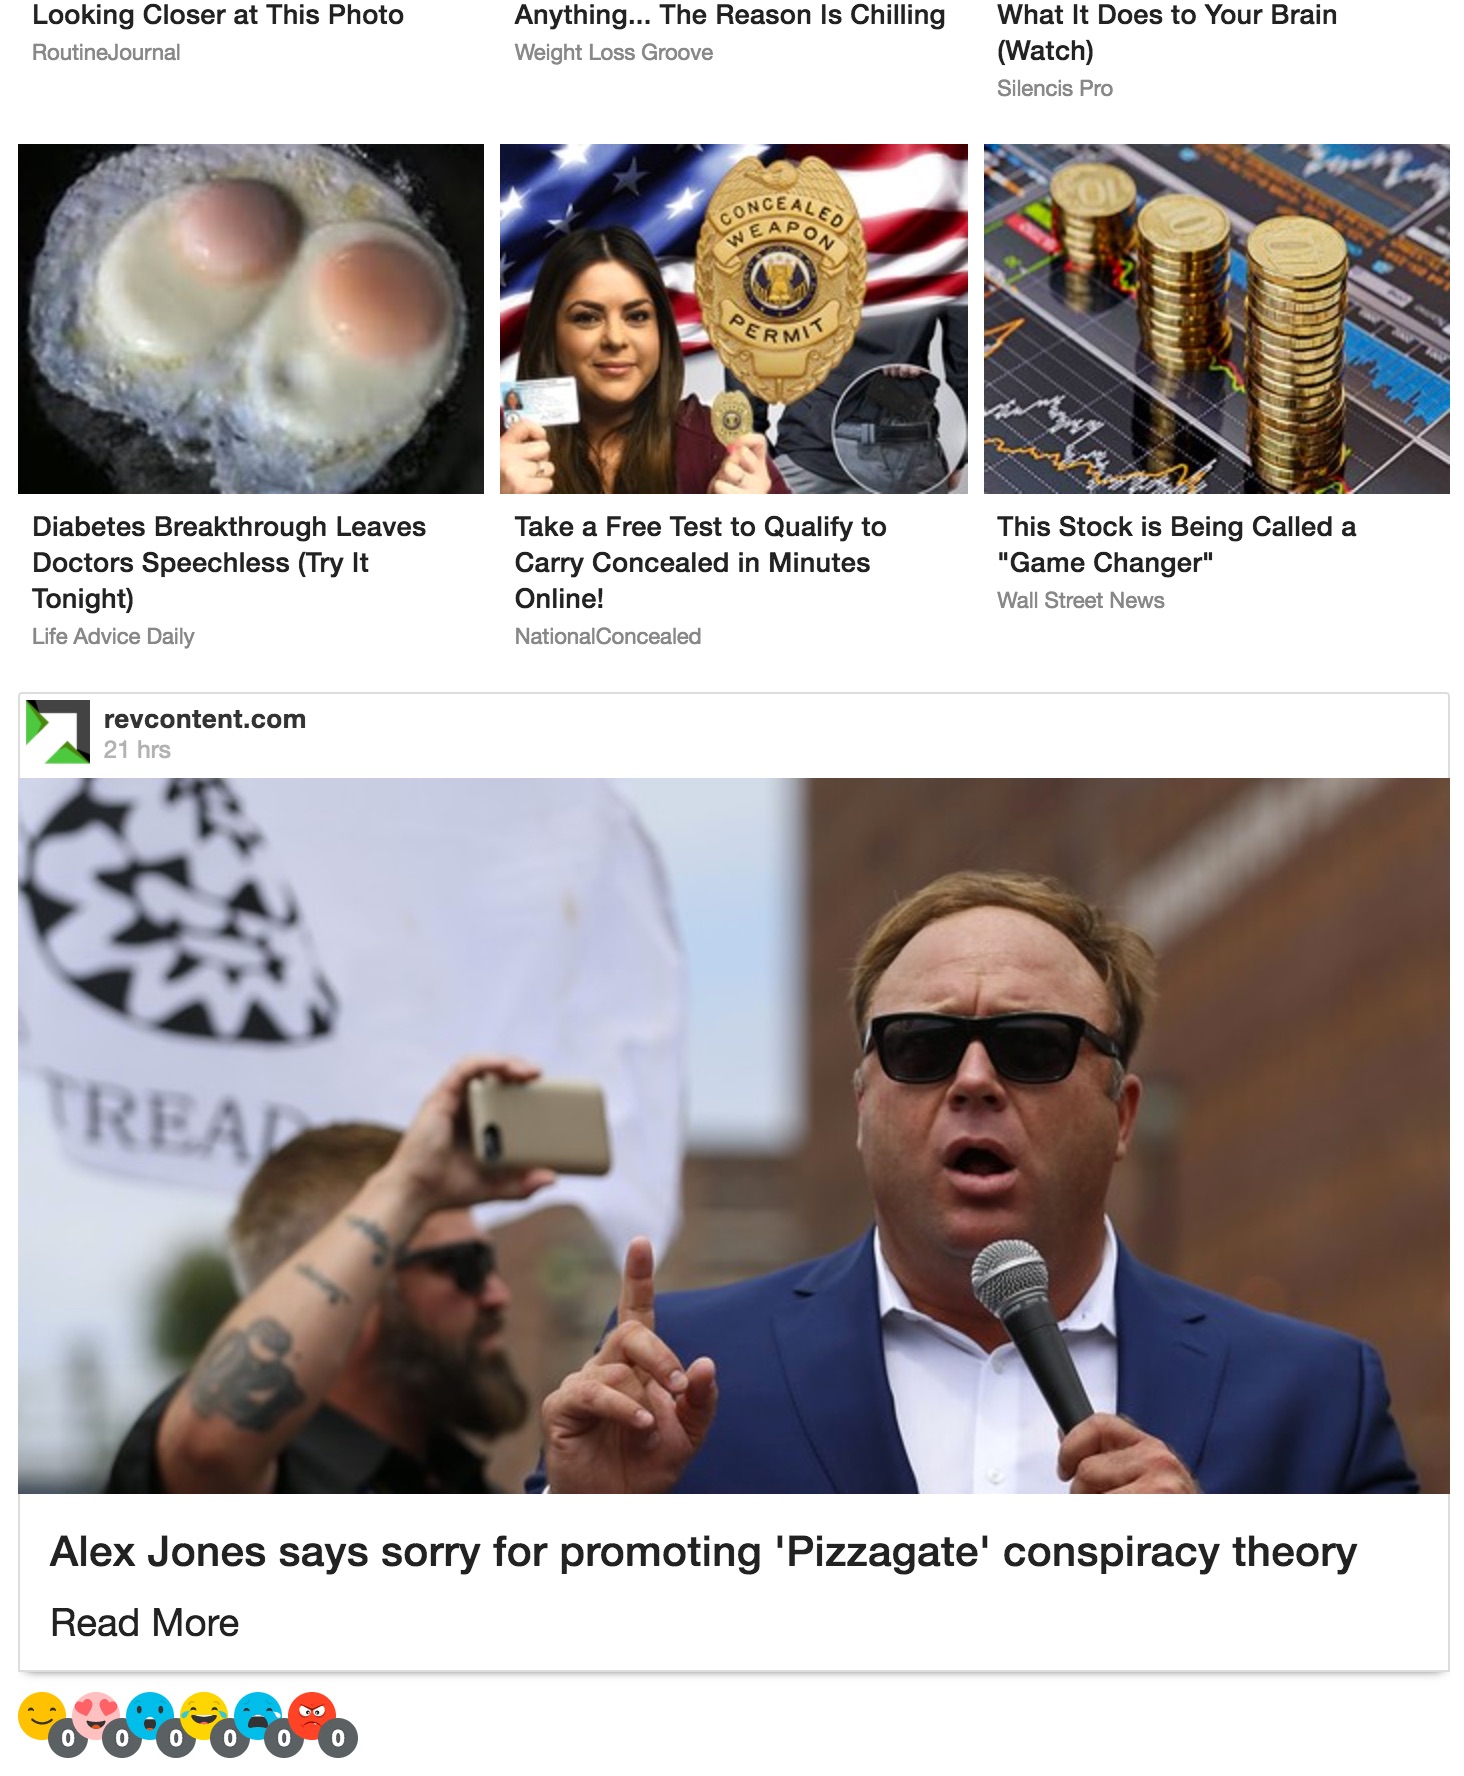 Looking Closer at This Photo
RoutineJournal
Anything... The Reason Is Chilling
Weight Loss Groove
What It Does to Your Brain
(Watch)
Silencis Pro
CONCEALED
WEAPON
PERMIT
Diabetes Breakthrough Leaves
Doctors Speechless (Try It
Tonight)
Life Advice Daily
Take a Free Test to Qualify to
Carry Concealed in Minutes
Online!
NationalConcealed
This Stock is Being Called a
"Game Changer"
Wall Street News
revcontent.com
21 hrs
TREAD
Alex Jones says sorry for promoting 'Pizzagate' conspiracy theory
Read More
0 0 0 0 0 0